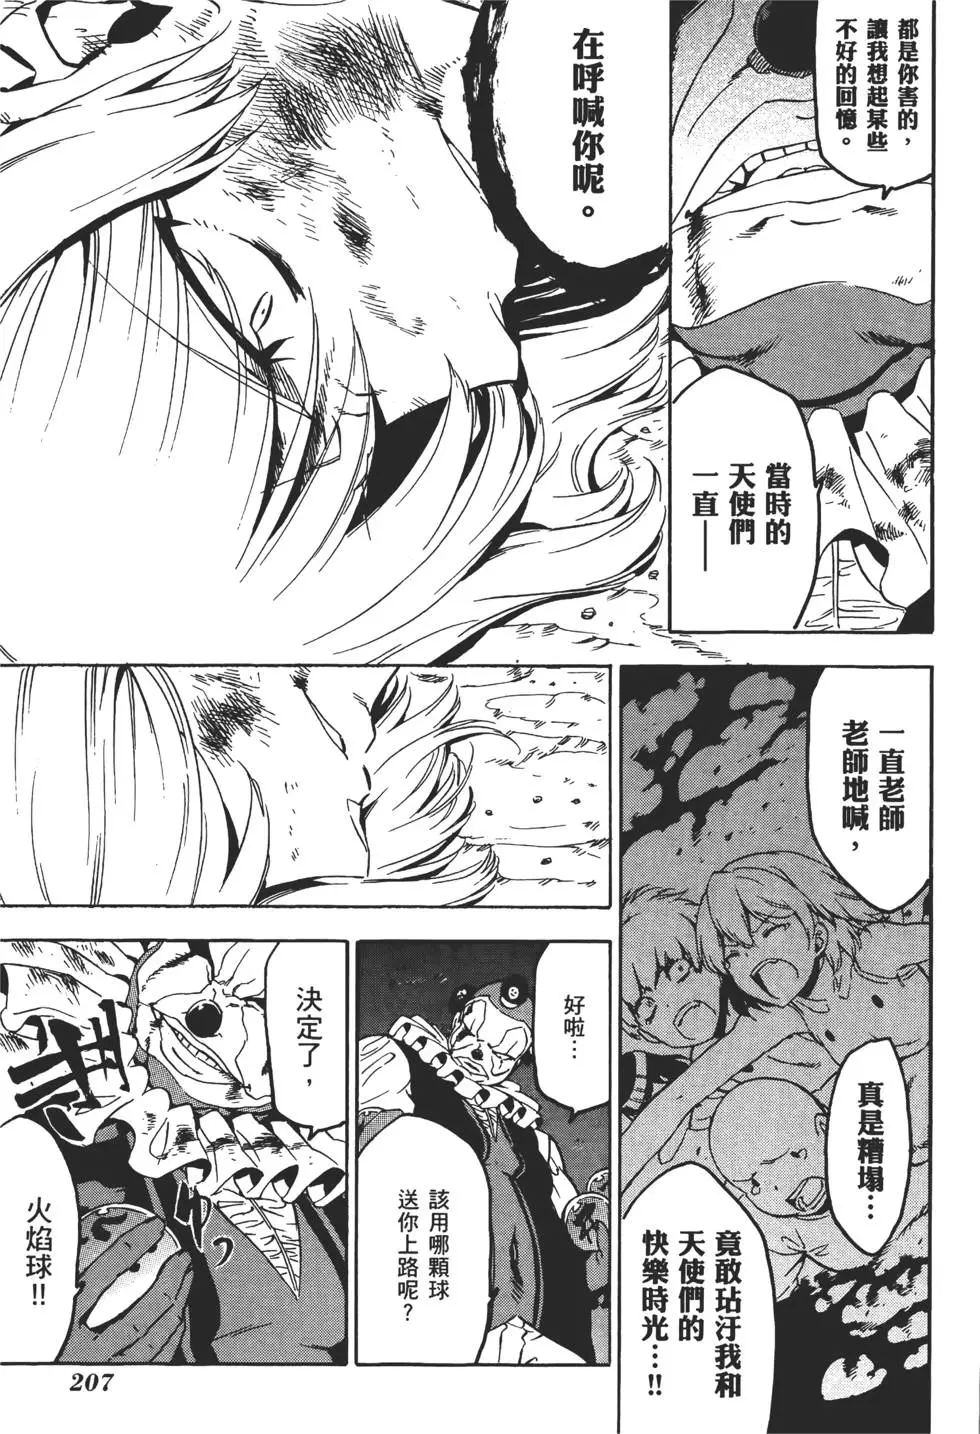 都是你害的，
讓我想起某些
不好的回憶。
當時的
天使們
一直——
在呼喊你呢。
一直老師
老師地喊，
真是糟塌…
竟敢玷汙我和
天使們的
快樂時光…!!
好啦…
該用哪顆球
送你上路呢？
決定了，
火焰球!!
207